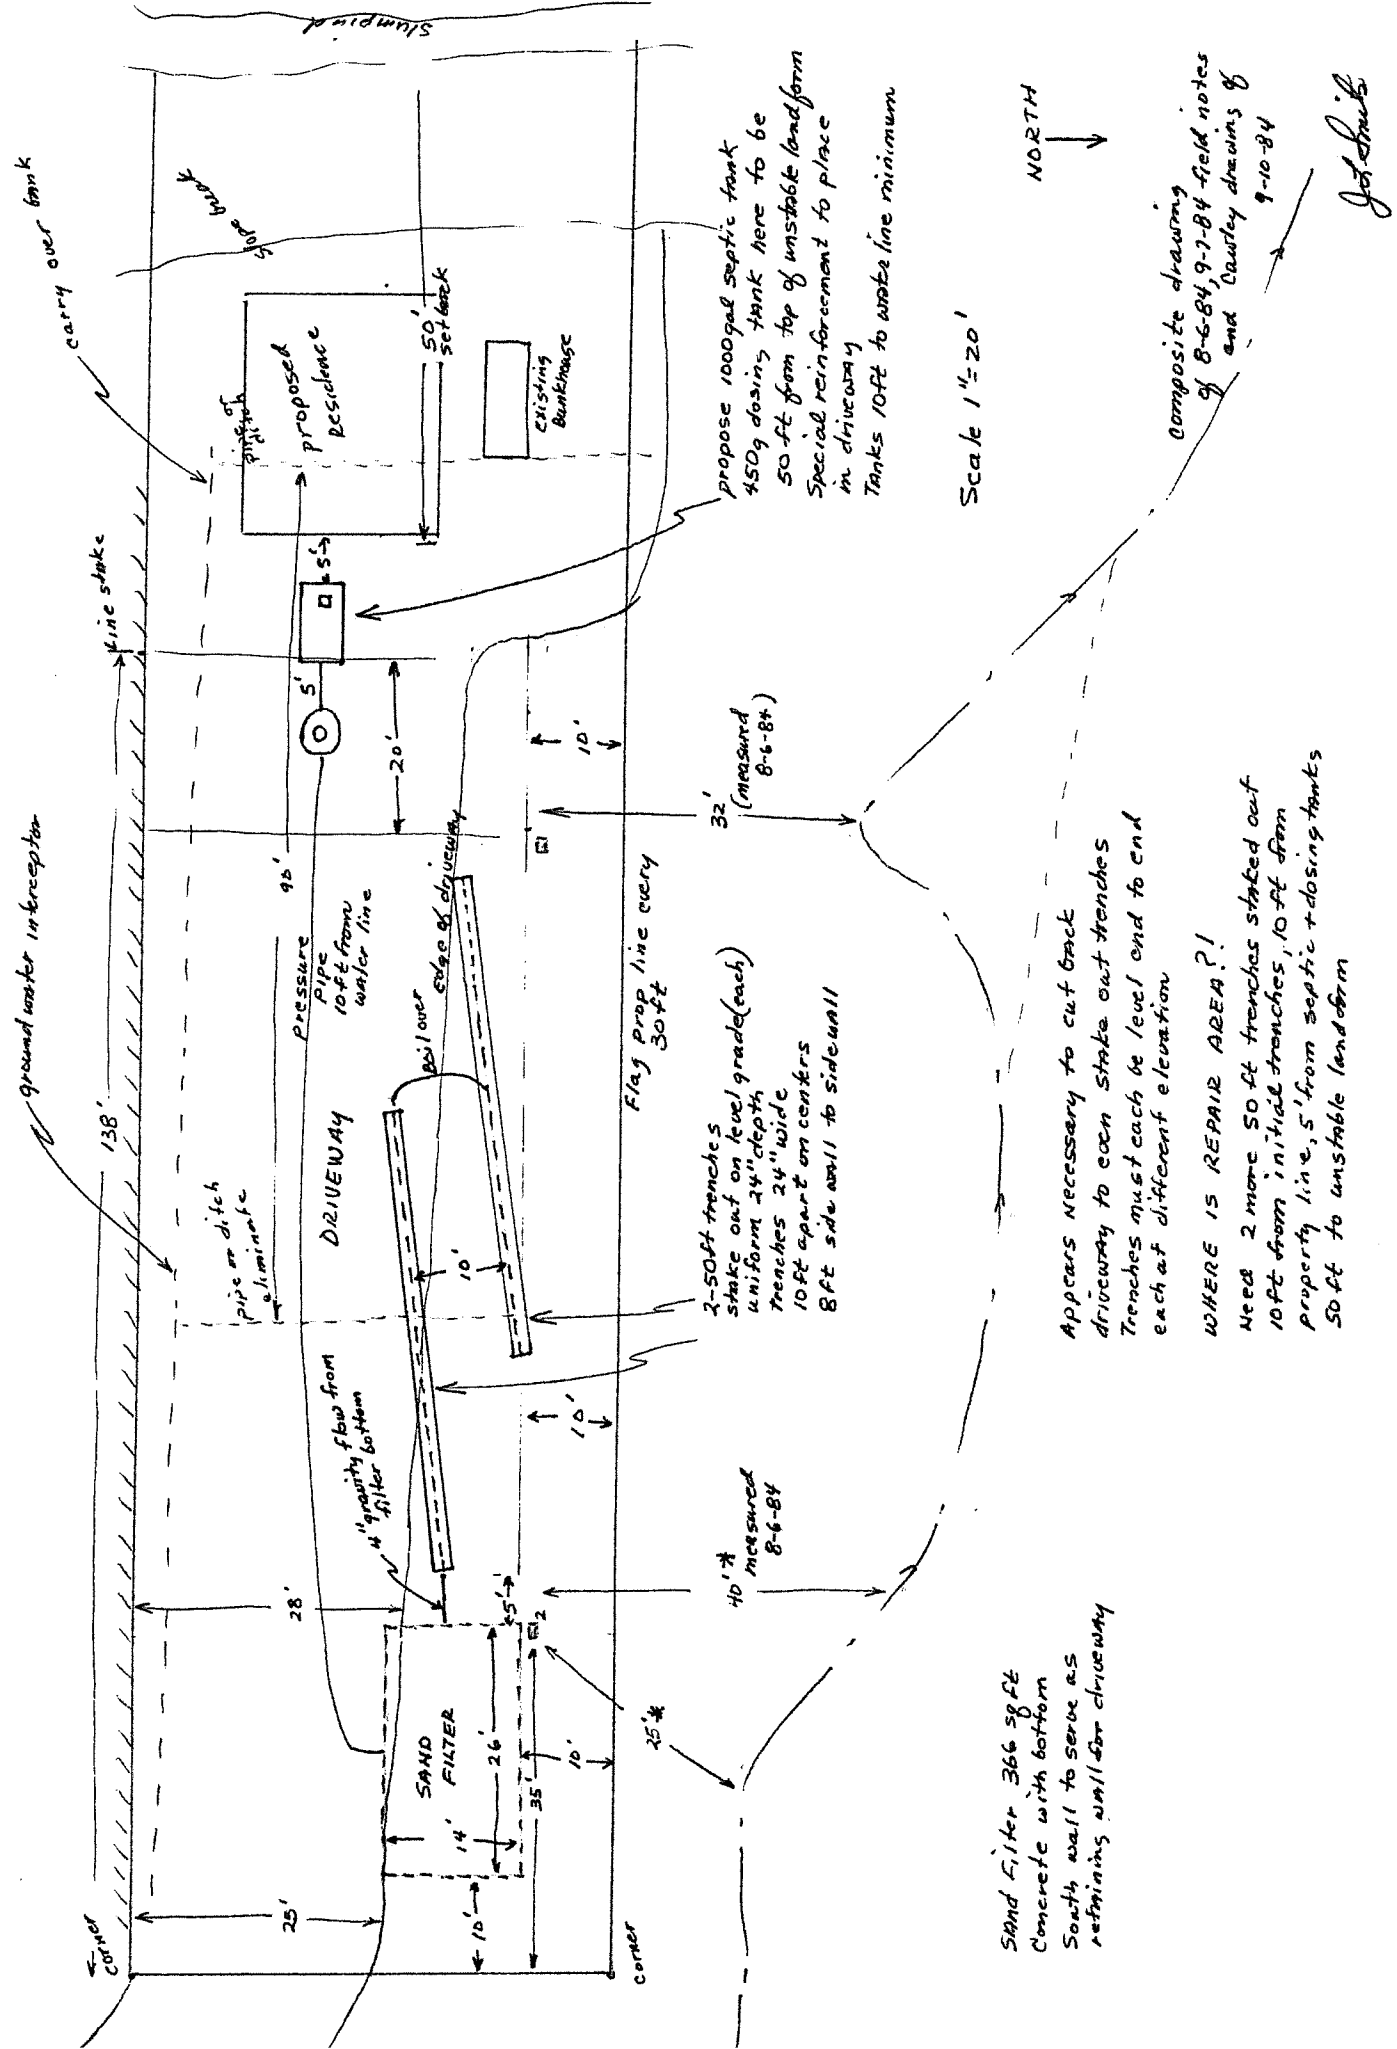 slumping
carry over bank
slope break
Line stake
138'
ground water interceptor
← corner
proposed
Residence
50'
setback
existing
Bunkhouse
5'
5'
20'
90'
pressure
pipe
10 ft from
water line
DRIVEWAY
edge of driveway
Boil over
pipe or ditch
eliminate
pipe or
ditch
10'
4" gravity flow from
filter bottom
28'
25'
SAND
FILTER
14'
26'
35'
10'
10'
5'
25'*
10'
10'
corner
Flag prop line every
30 ft
32'
(measured
8-6-84)
40'*
measured
8-6-84
propose 1000 gal septic tank
450g dosing tank here to be
50 ft from top of unstable landform
Special reinforcement to place
in driveway
Tanks 10ft to water line minimum
Scale 1"=20'
NORTH
2-50ft trenches
stake out on level grade (each)
uniform 24" depth
trenches 24" wide
10ft apart on centers
8ft side wall to sidewall
composite drawing
of 8-6-84, 9-7-84 field notes
and Cawley drawing of
9-10-84
Appears necessary to cut back
driveway to even stake out trenches
Trenches must each be level end to end
each at different elevation
WHERE IS REPAIR AREA?!
Need 2 more 50 ft trenches staked out
10ft from initial trenches, 10 ft from
property line, 5' from septic + dosing tanks
50 ft to unstable landform
SAND Filter 366 sq ft
Concrete with bottom
South wall to serve as
retaining wall for driveway